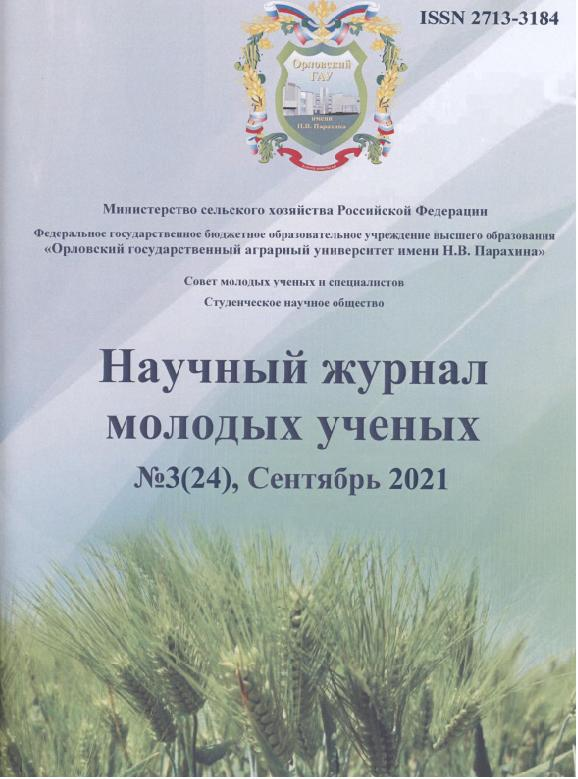 ISSN 2713-3184
Орловский
ГАУ
имени
Н.В. Парахина
Министерство сельского хозяйства Российской Федерации
Федеральное государственное бюджетное образовательное учреждение высшего образования
«Орловский государственный аграрный университет имени Н.В. Парахина»
Совет молодых ученых и специалистов
Студенческое научное общество
Научный журнал
молодых ученых
№3(24), Сентябрь 2021